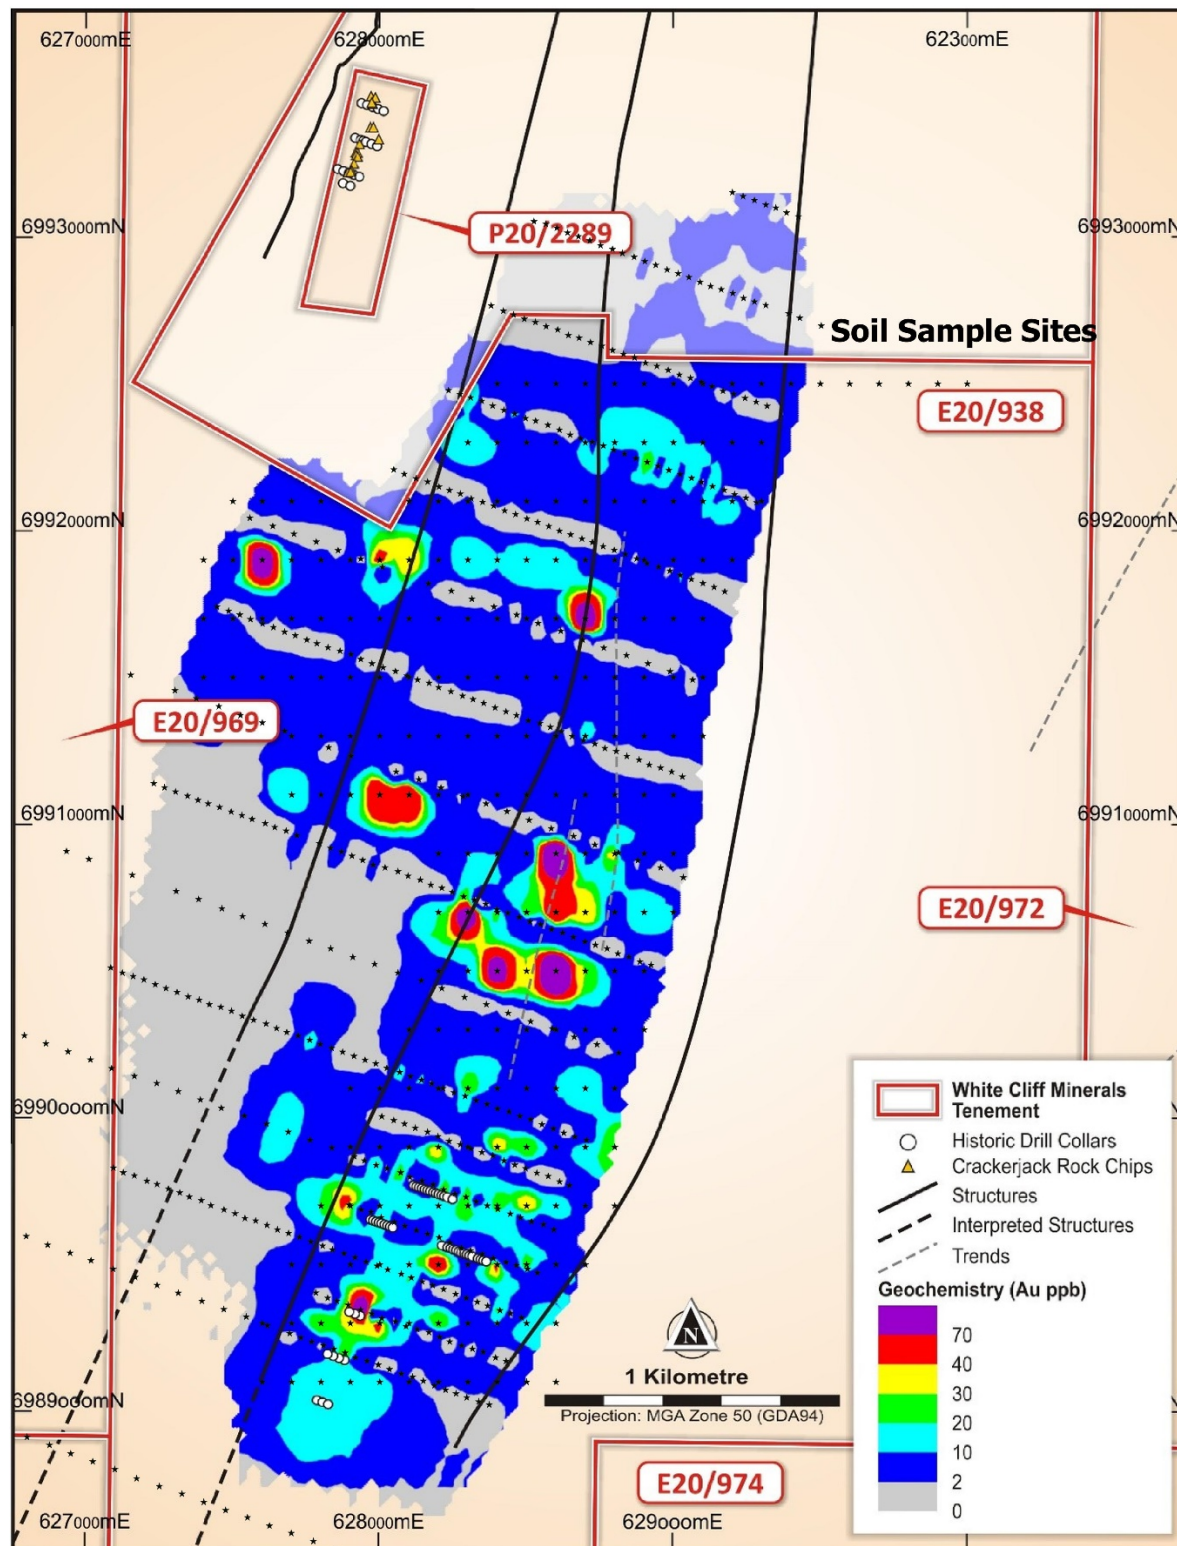 627000mE 628000mE 62300mE
6993000mN 6993000mN
P20/2289
Soil Sample Sites
E20/938
6992000mN 6992000mN
E20/969
6991000mN 6991000mN
E20/972
6990000mN
White Cliff Minerals
Tenement
Historic Drill Collars
Crackerjack Rock Chips
Structures
Interpreted Structures
Trends
Geochemistry (Au ppb)
70
40
30
20
10
2
0
N
1 Kilometre
Projection: MGA Zone 50 (GDA94)
6989000mN
E20/974
627000mE 628000mE 629000mE